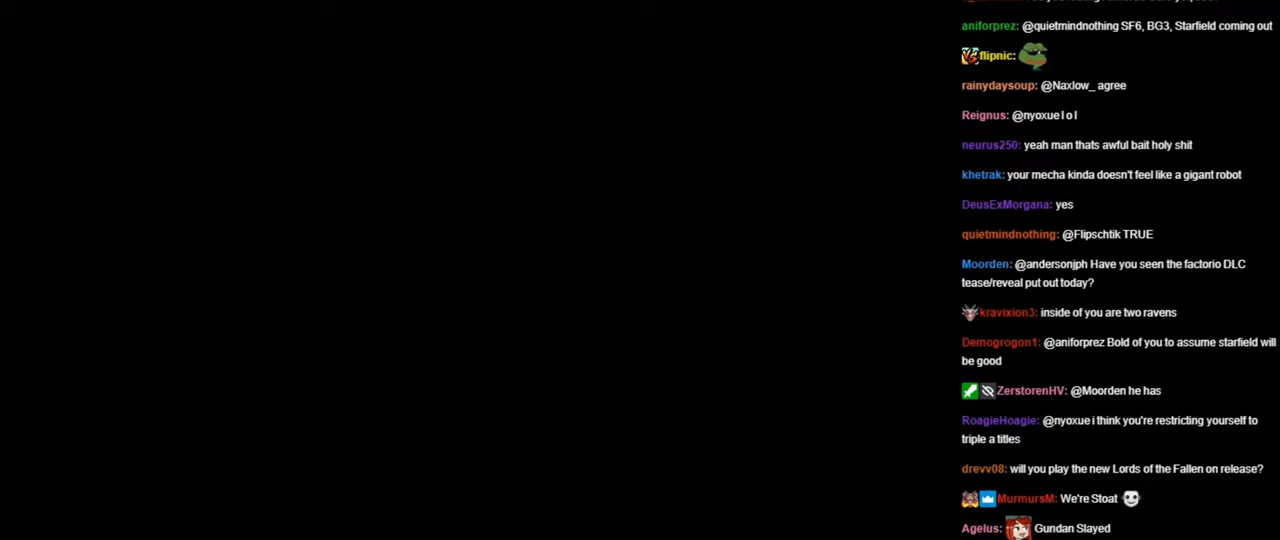 aniforprez: @quietmindnothing SF6, BG3, Starfield coming out
flipnic:
rainydaysoup: @Naxlow_ agree
Reignus: @nyoxue l o l
neurus250: yeah man thats awful bait holy shit
khetrak: your mecha kinda doesn't feel like a gigant robot
DeusExMorgana: yes
quietmindnothing: @Flipschtik TRUE
Moorden: @andersonjph Have you seen the factorio DLC
tease/reveal put out today?
kravixion3: inside of you are two ravens
Demogrogon1: @aniforprez Bold of you to assume starfield will
be good
ZerstorenHV: @Moorden he has
RoagieHoagie: @nyoxue i think you're restricting yourself to
triple a titles
drevv08: will you play the new Lords of the Fallen on release?
MurmursM: We're Stoat
Agelus: Gundan Slayed